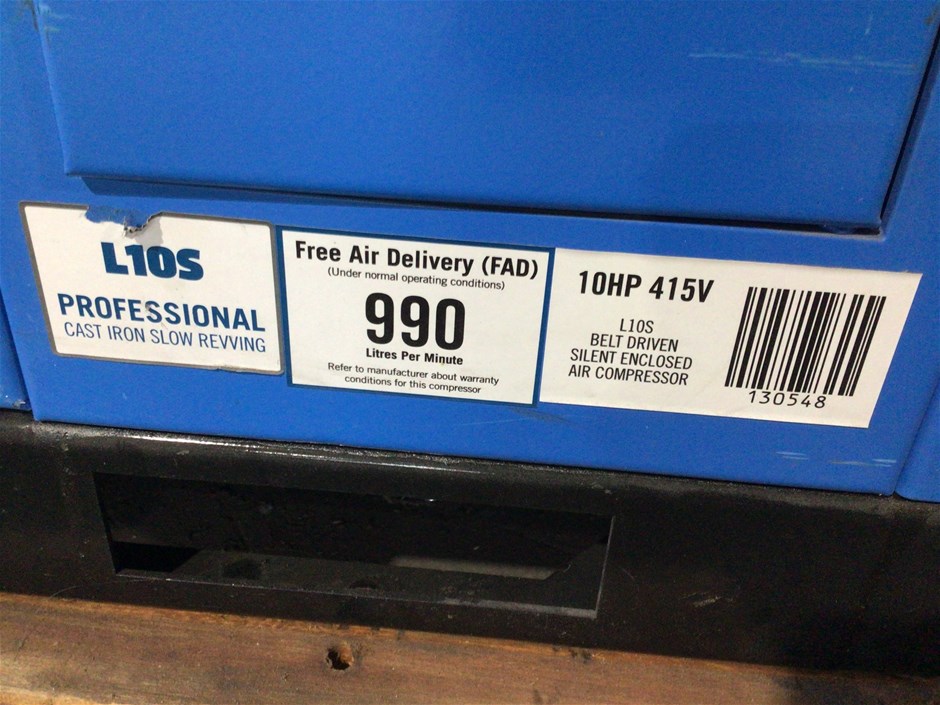 L10S
PROFESSIONAL
CAST IRON SLOW REVVING
Free Air Delivery (FAD)
(Under normal operating conditions)
990
Litres Per Minute
Refer to manufacturer about warranty
conditions for this compressor
10HP 415V
L10S
BELT DRIVEN
SILENT ENCLOSED
AIR COMPRESSOR
130548